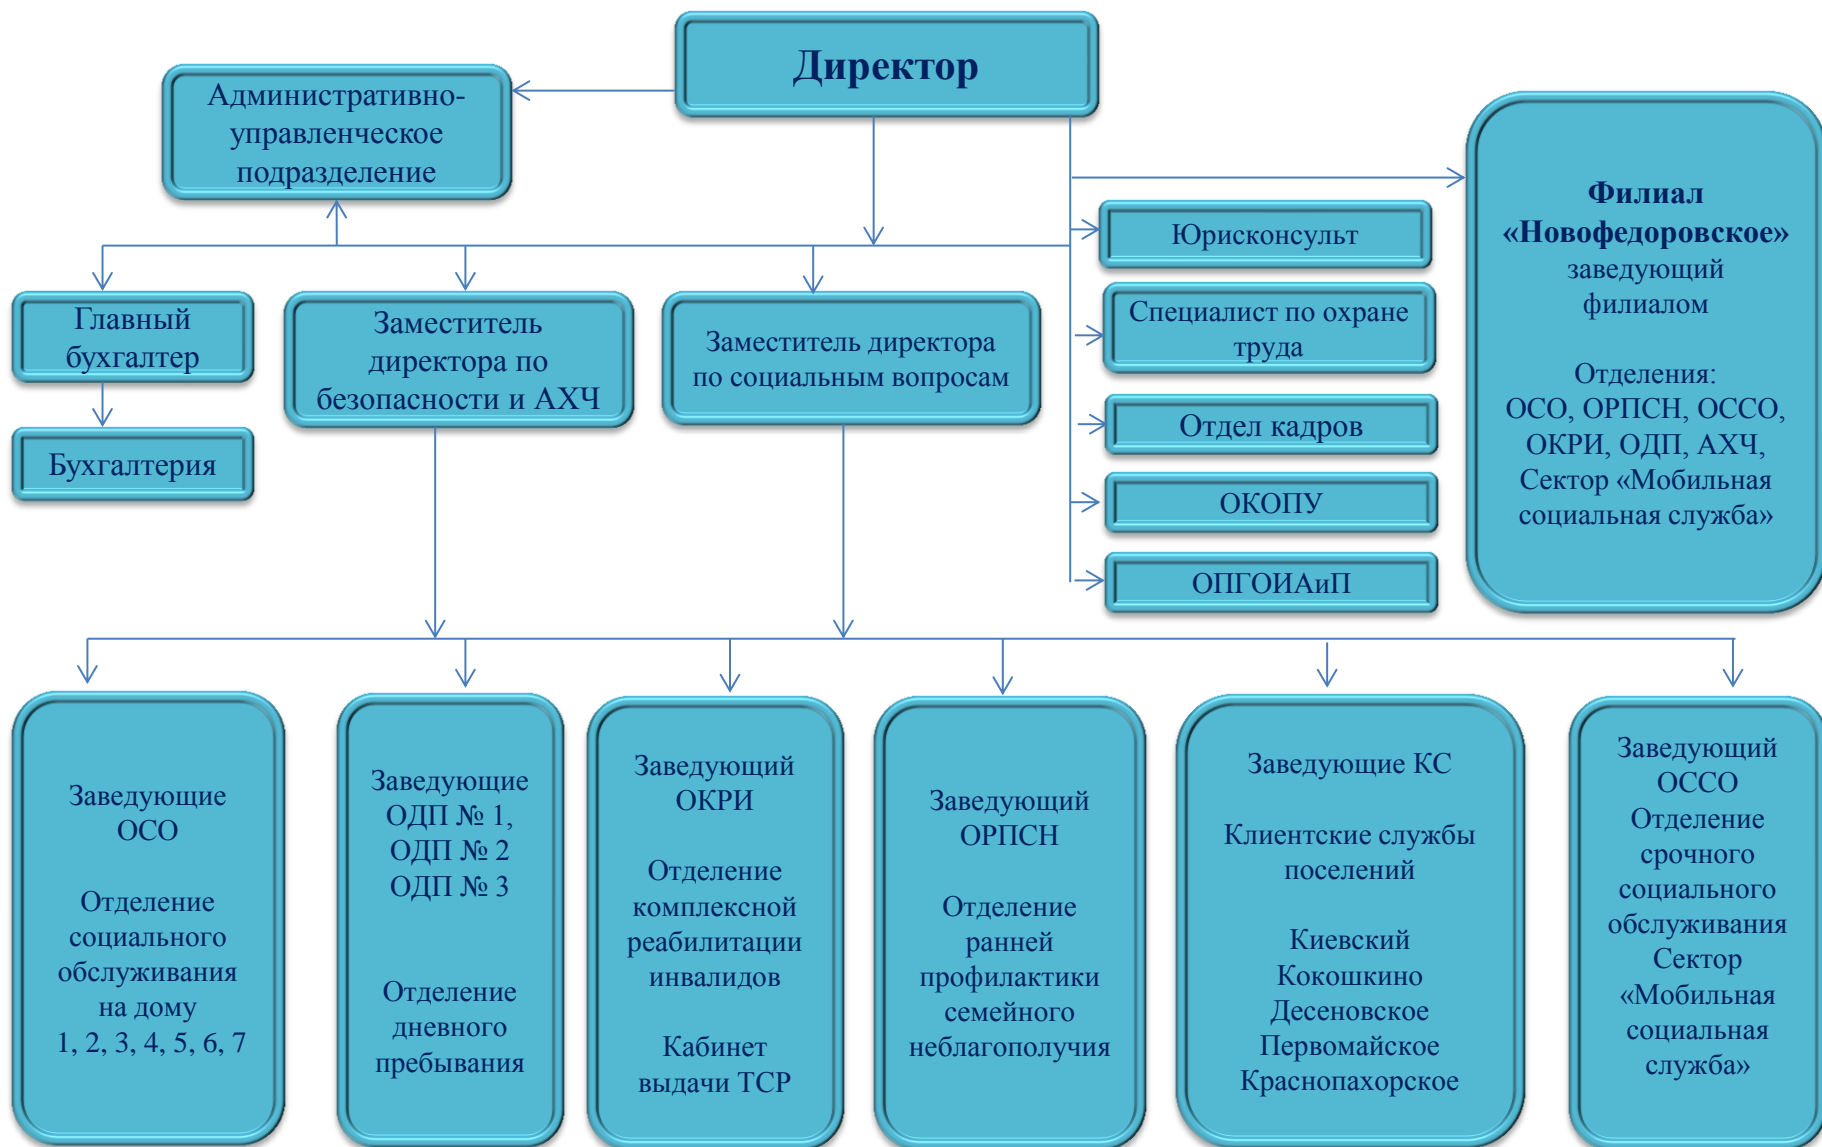 Директор
Административно-
управленческое
подразделение
Филиал
«Новофедоровское»
заведующий
филиалом
Отделения:
ОСО, ОРПСН, ОССО,
ОКРИ, ОДП, АХЧ,
Сектор «Мобильная
социальная служба»
Юрисконсульт
Специалист по охране
труда
Отдел кадров
ОКОПУ
ОПГОИАиП
Главный
бухгалтер
Бухгалтерия
Заместитель
директора по
безопасности и АХЧ
Заместитель директора
по социальным вопросам
Заведующие
ОСО
Отделение
социального
обслуживания
на дому
1, 2, 3, 4, 5, 6, 7
Заведующие
ОДП № 1,
ОДП № 2
ОДП № 3
Отделение
дневного
пребывания
Заведующий
ОКРИ
Отделение
комплексной
реабилитации
инвалидов
Кабинет
выдачи ТСР
Заведующий
ОРПСН
Отделение
ранней
профилактики
семейного
неблагополучия
Заведующие КС
Клиентские службы
поселений
Киевский
Кокошкино
Десеновское
Первомайское
Краснопахорское
Заведующий
ОССО
Отделение
срочного
социального
обслуживания
Сектор
«Мобильная
социальная
служба»